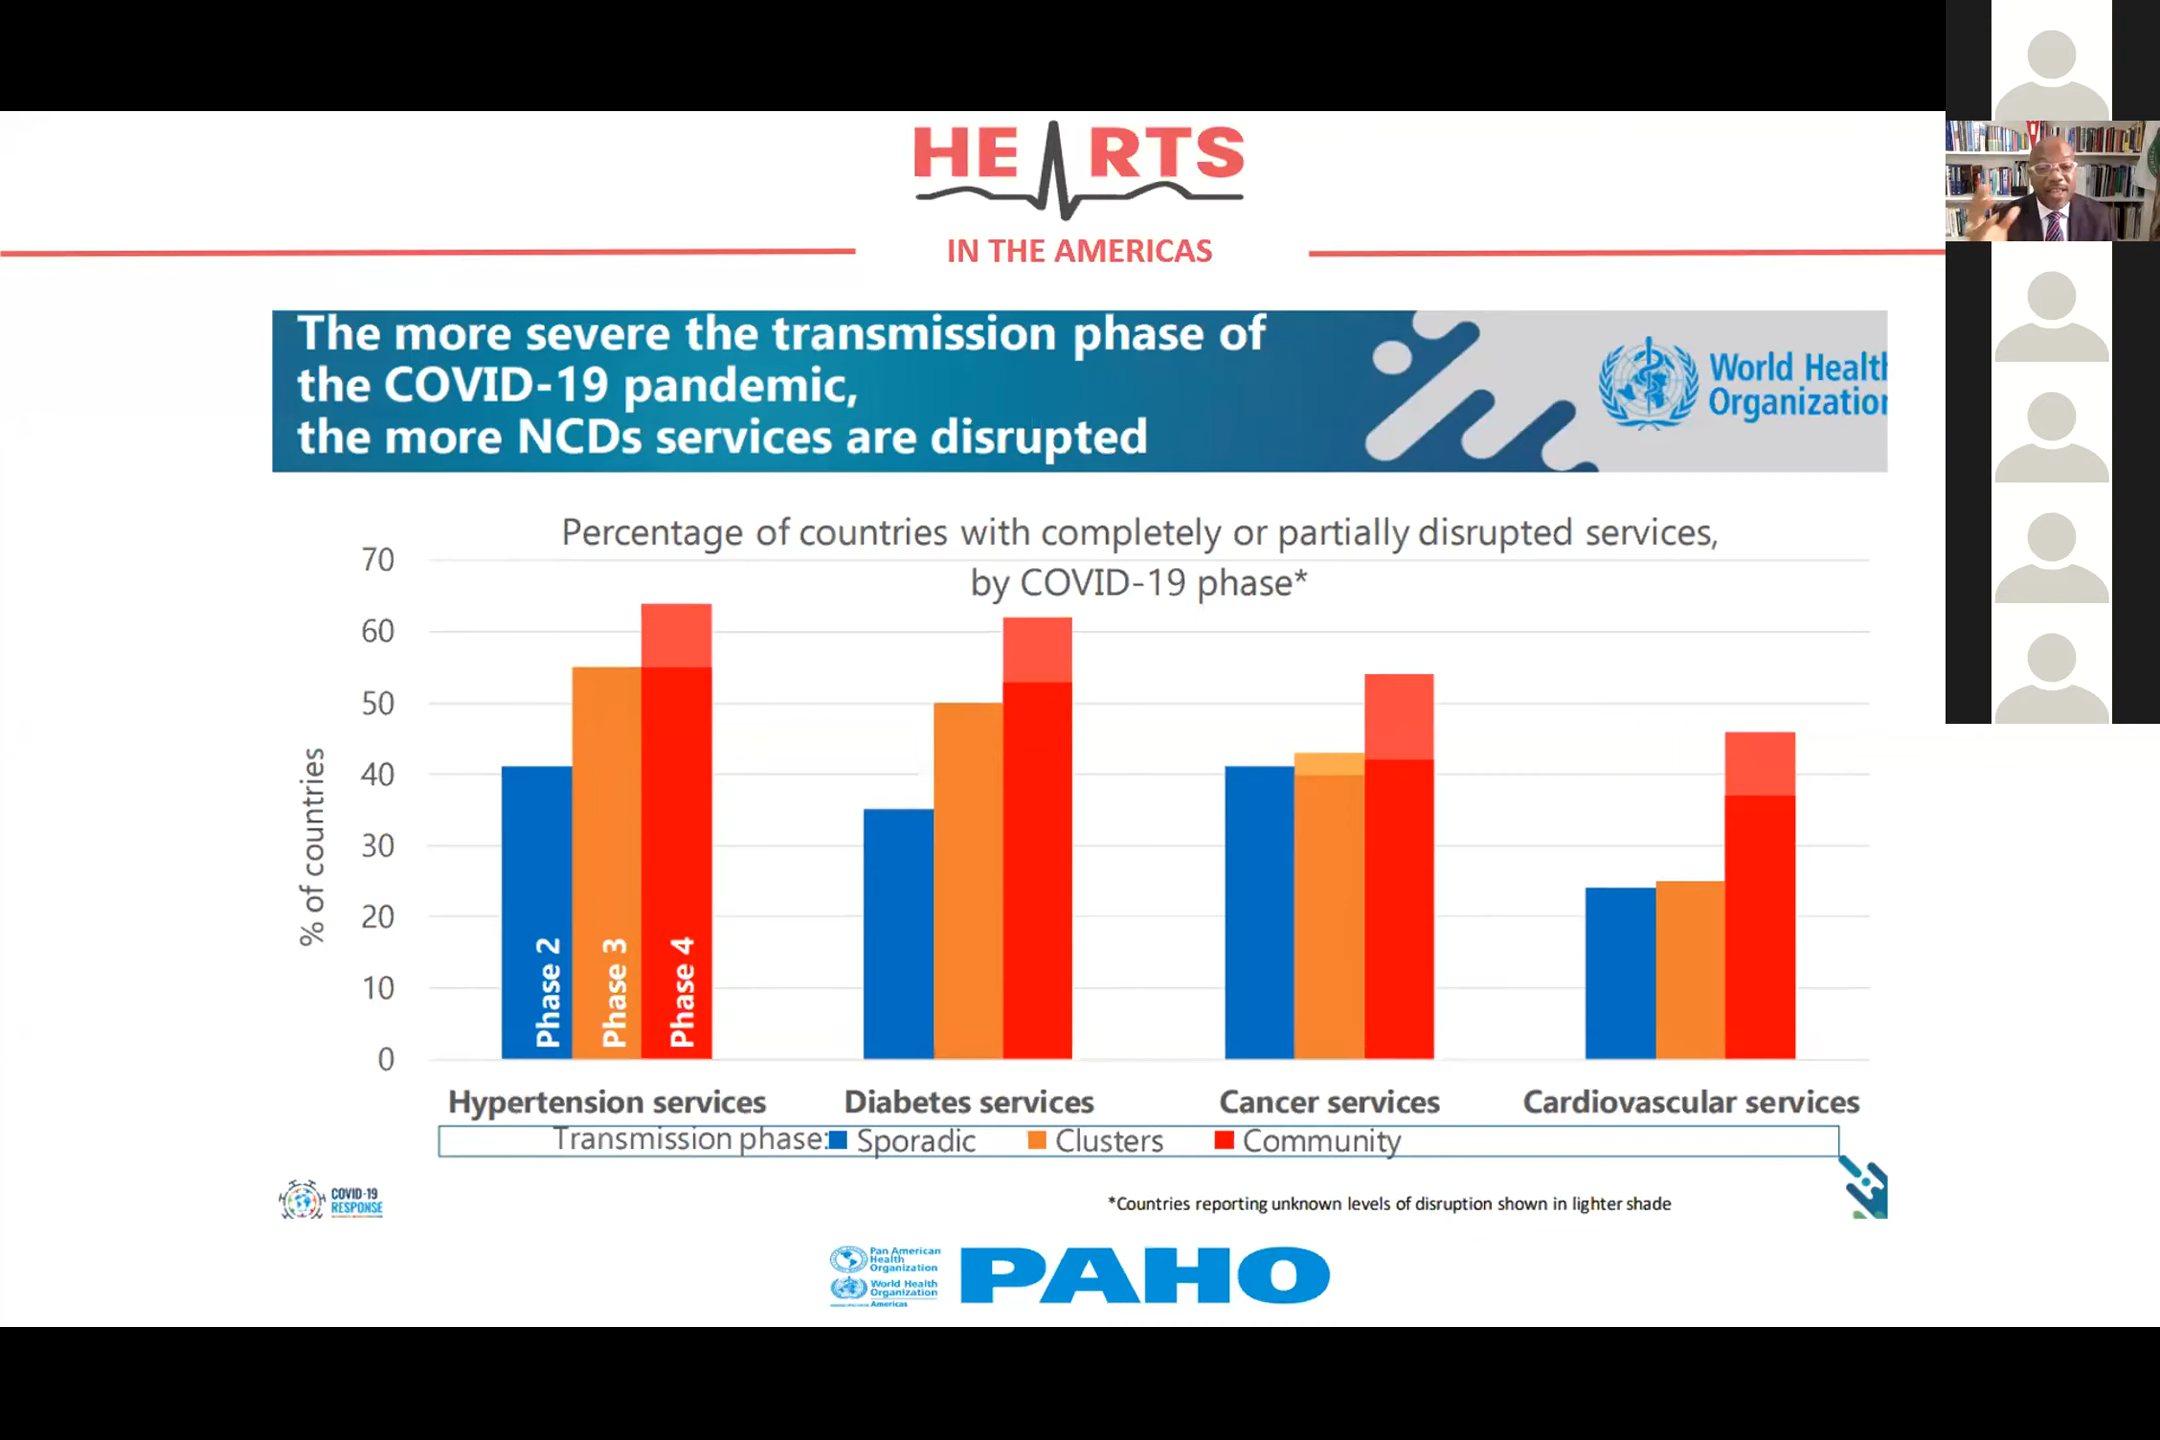 HEARTS
IN THE AMERICAS
The more severe the transmission phase of
the COVID-19 pandemic,
the more NCDs services are disrupted
World Health
Organization
Percentage of countries with completely or partially disrupted services,
by COVID-19 phase*
% of countries
70
60
50
40
30
20
10
0
Phase 2
Phase 3
Phase 4
Hypertension services
Diabetes services
Cancer services
Cardiovascular services
Transmission phase:
Sporadic
Clusters
Community
COVID-19
RESPONSE
*Countries reporting unknown levels of disruption shown in lighter shade
Pan American
Health
Organization
World Health
Organization
Americas
PAHO